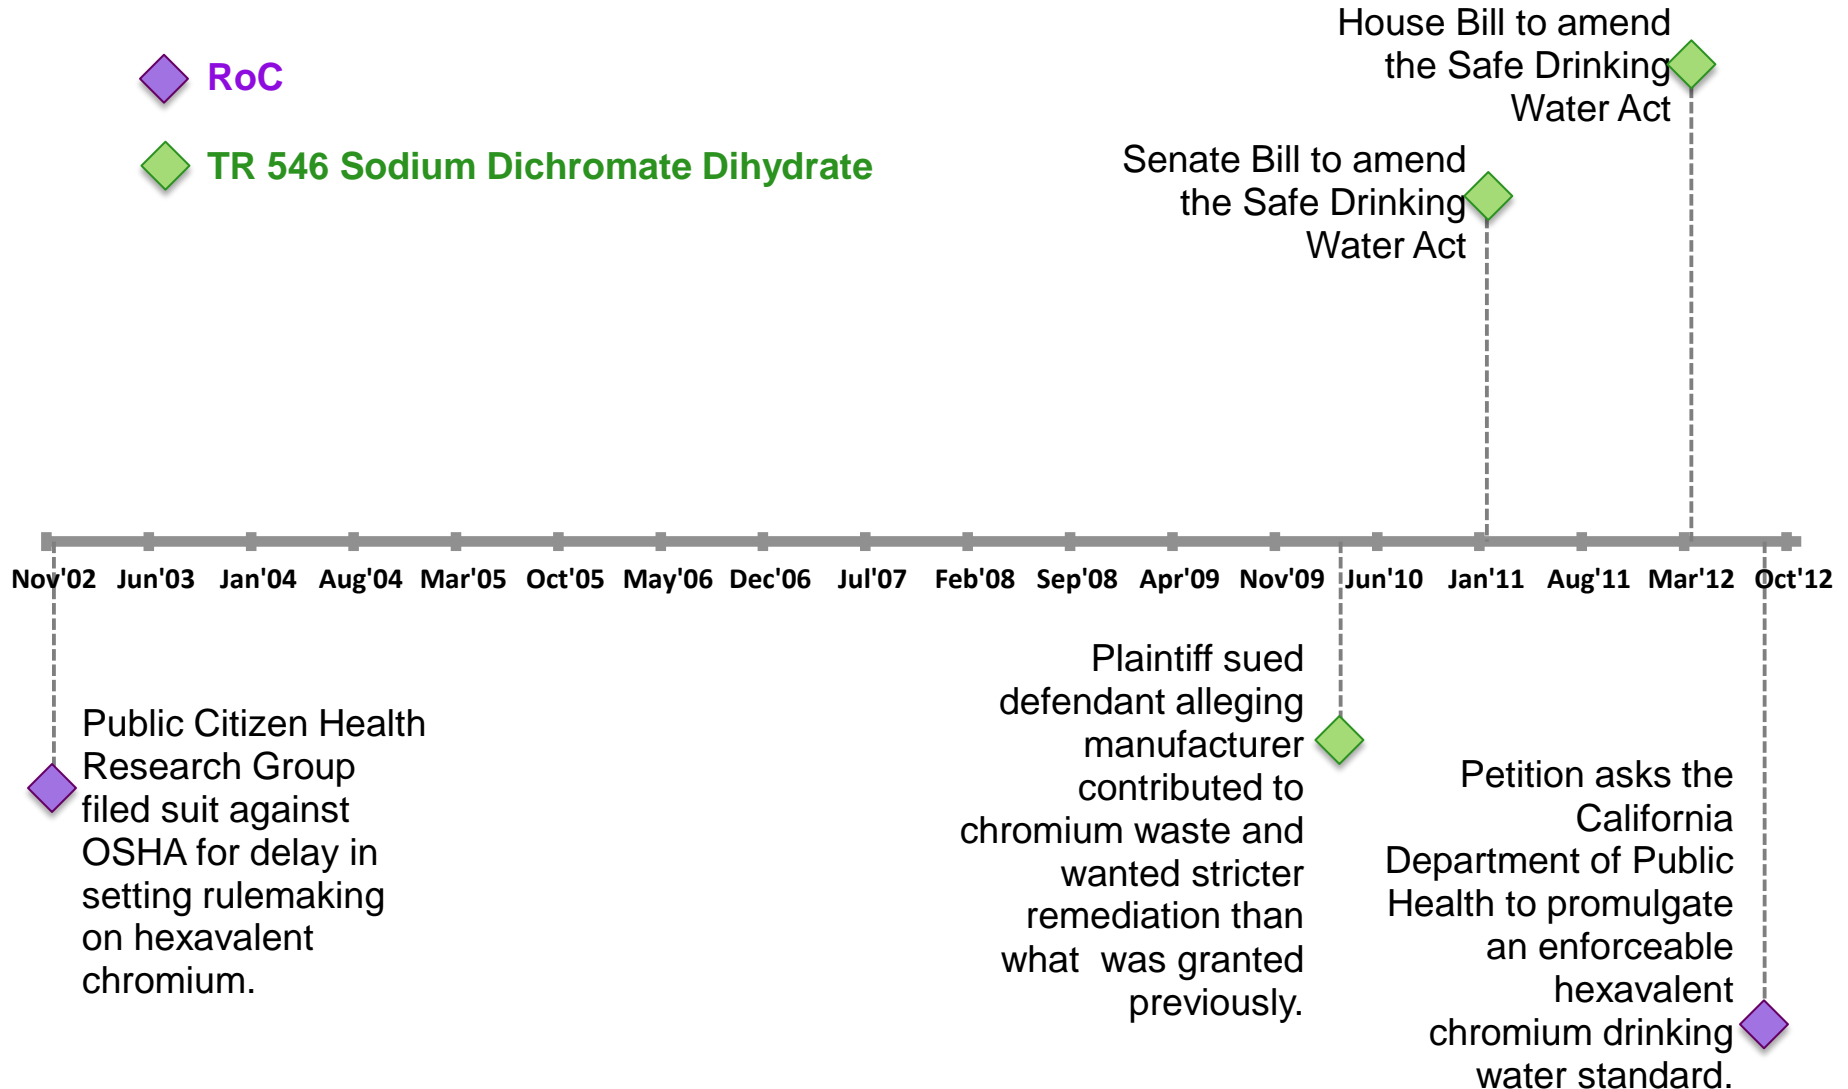 RoC
TR 546 Sodium Dichromate Dihydrate
House Bill to amend
the Safe Drinking
Water Act
Senate Bill to amend
the Safe Drinking
Water Act
Nov'02 Jun'03 Jan'04 Aug'04 Mar'05 Oct'05 May'06 Dec'06 Jul'07 Feb'08 Sep'08 Apr'09 Nov'09 Jun'10 Jan'11 Aug'11 Mar'12 Oct'12
Public Citizen Health
Research Group
filed suit against
OSHA for delay in
setting rulemaking
on hexavalent
chromium.
Plaintiff sued
defendant alleging
manufacturer
contributed to
chromium waste and
wanted stricter
remediation than
what  was granted
previously.
Petition asks the
California
Department of Public
Health to promulgate
an enforceable
hexavalent
chromium drinking
water standard.